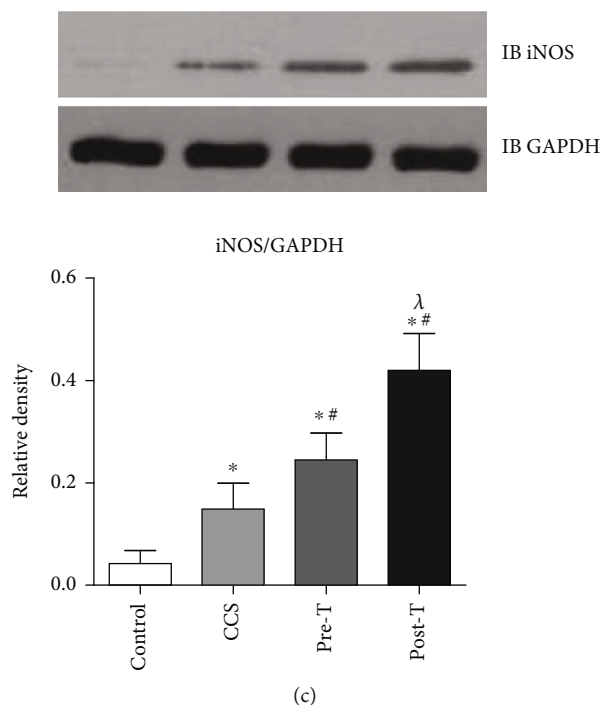 IB iNOS
IB GAPDH
iNOS/GAPDH
Relative density
0.6
0.4
0.2
0.0
*
* #
λ
* #
Control
CCS
Pre-T
Post-T
(c)